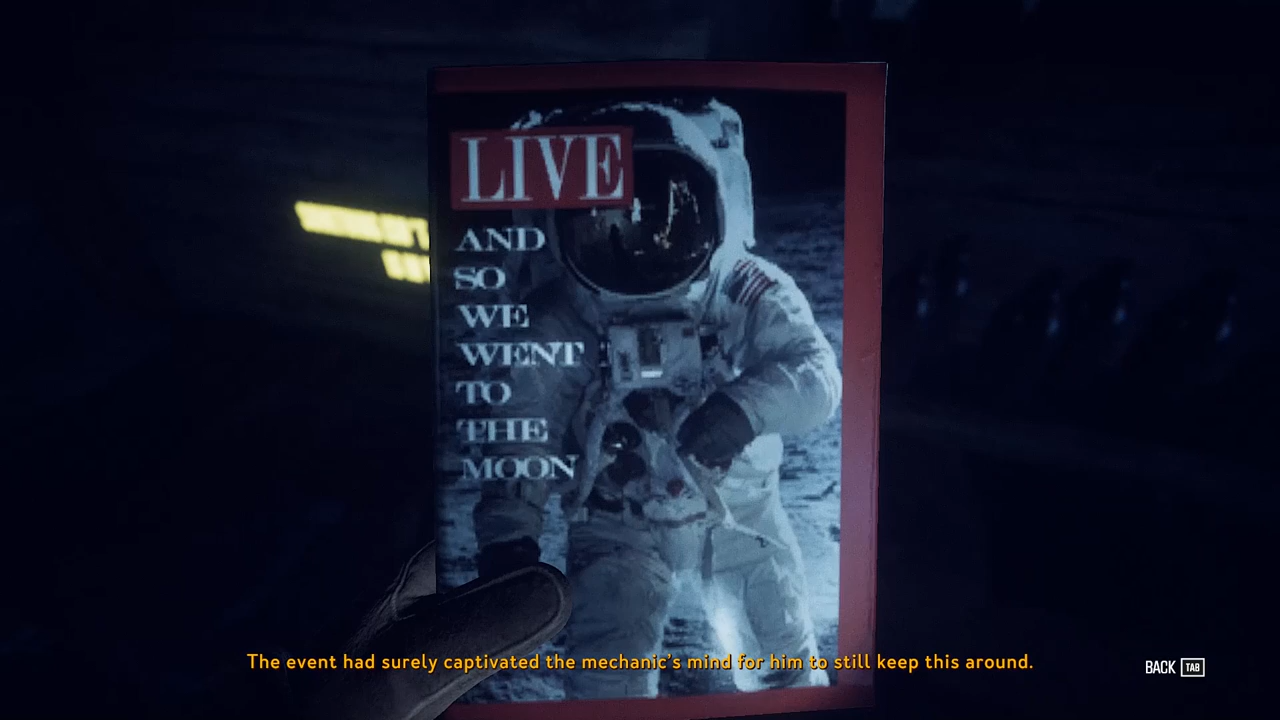 LIVE
AND
SO
WE
WENT
TO
THE
MOON
The event had surely captivated the mechanic's mind for him to still keep this around.
BACK TAB